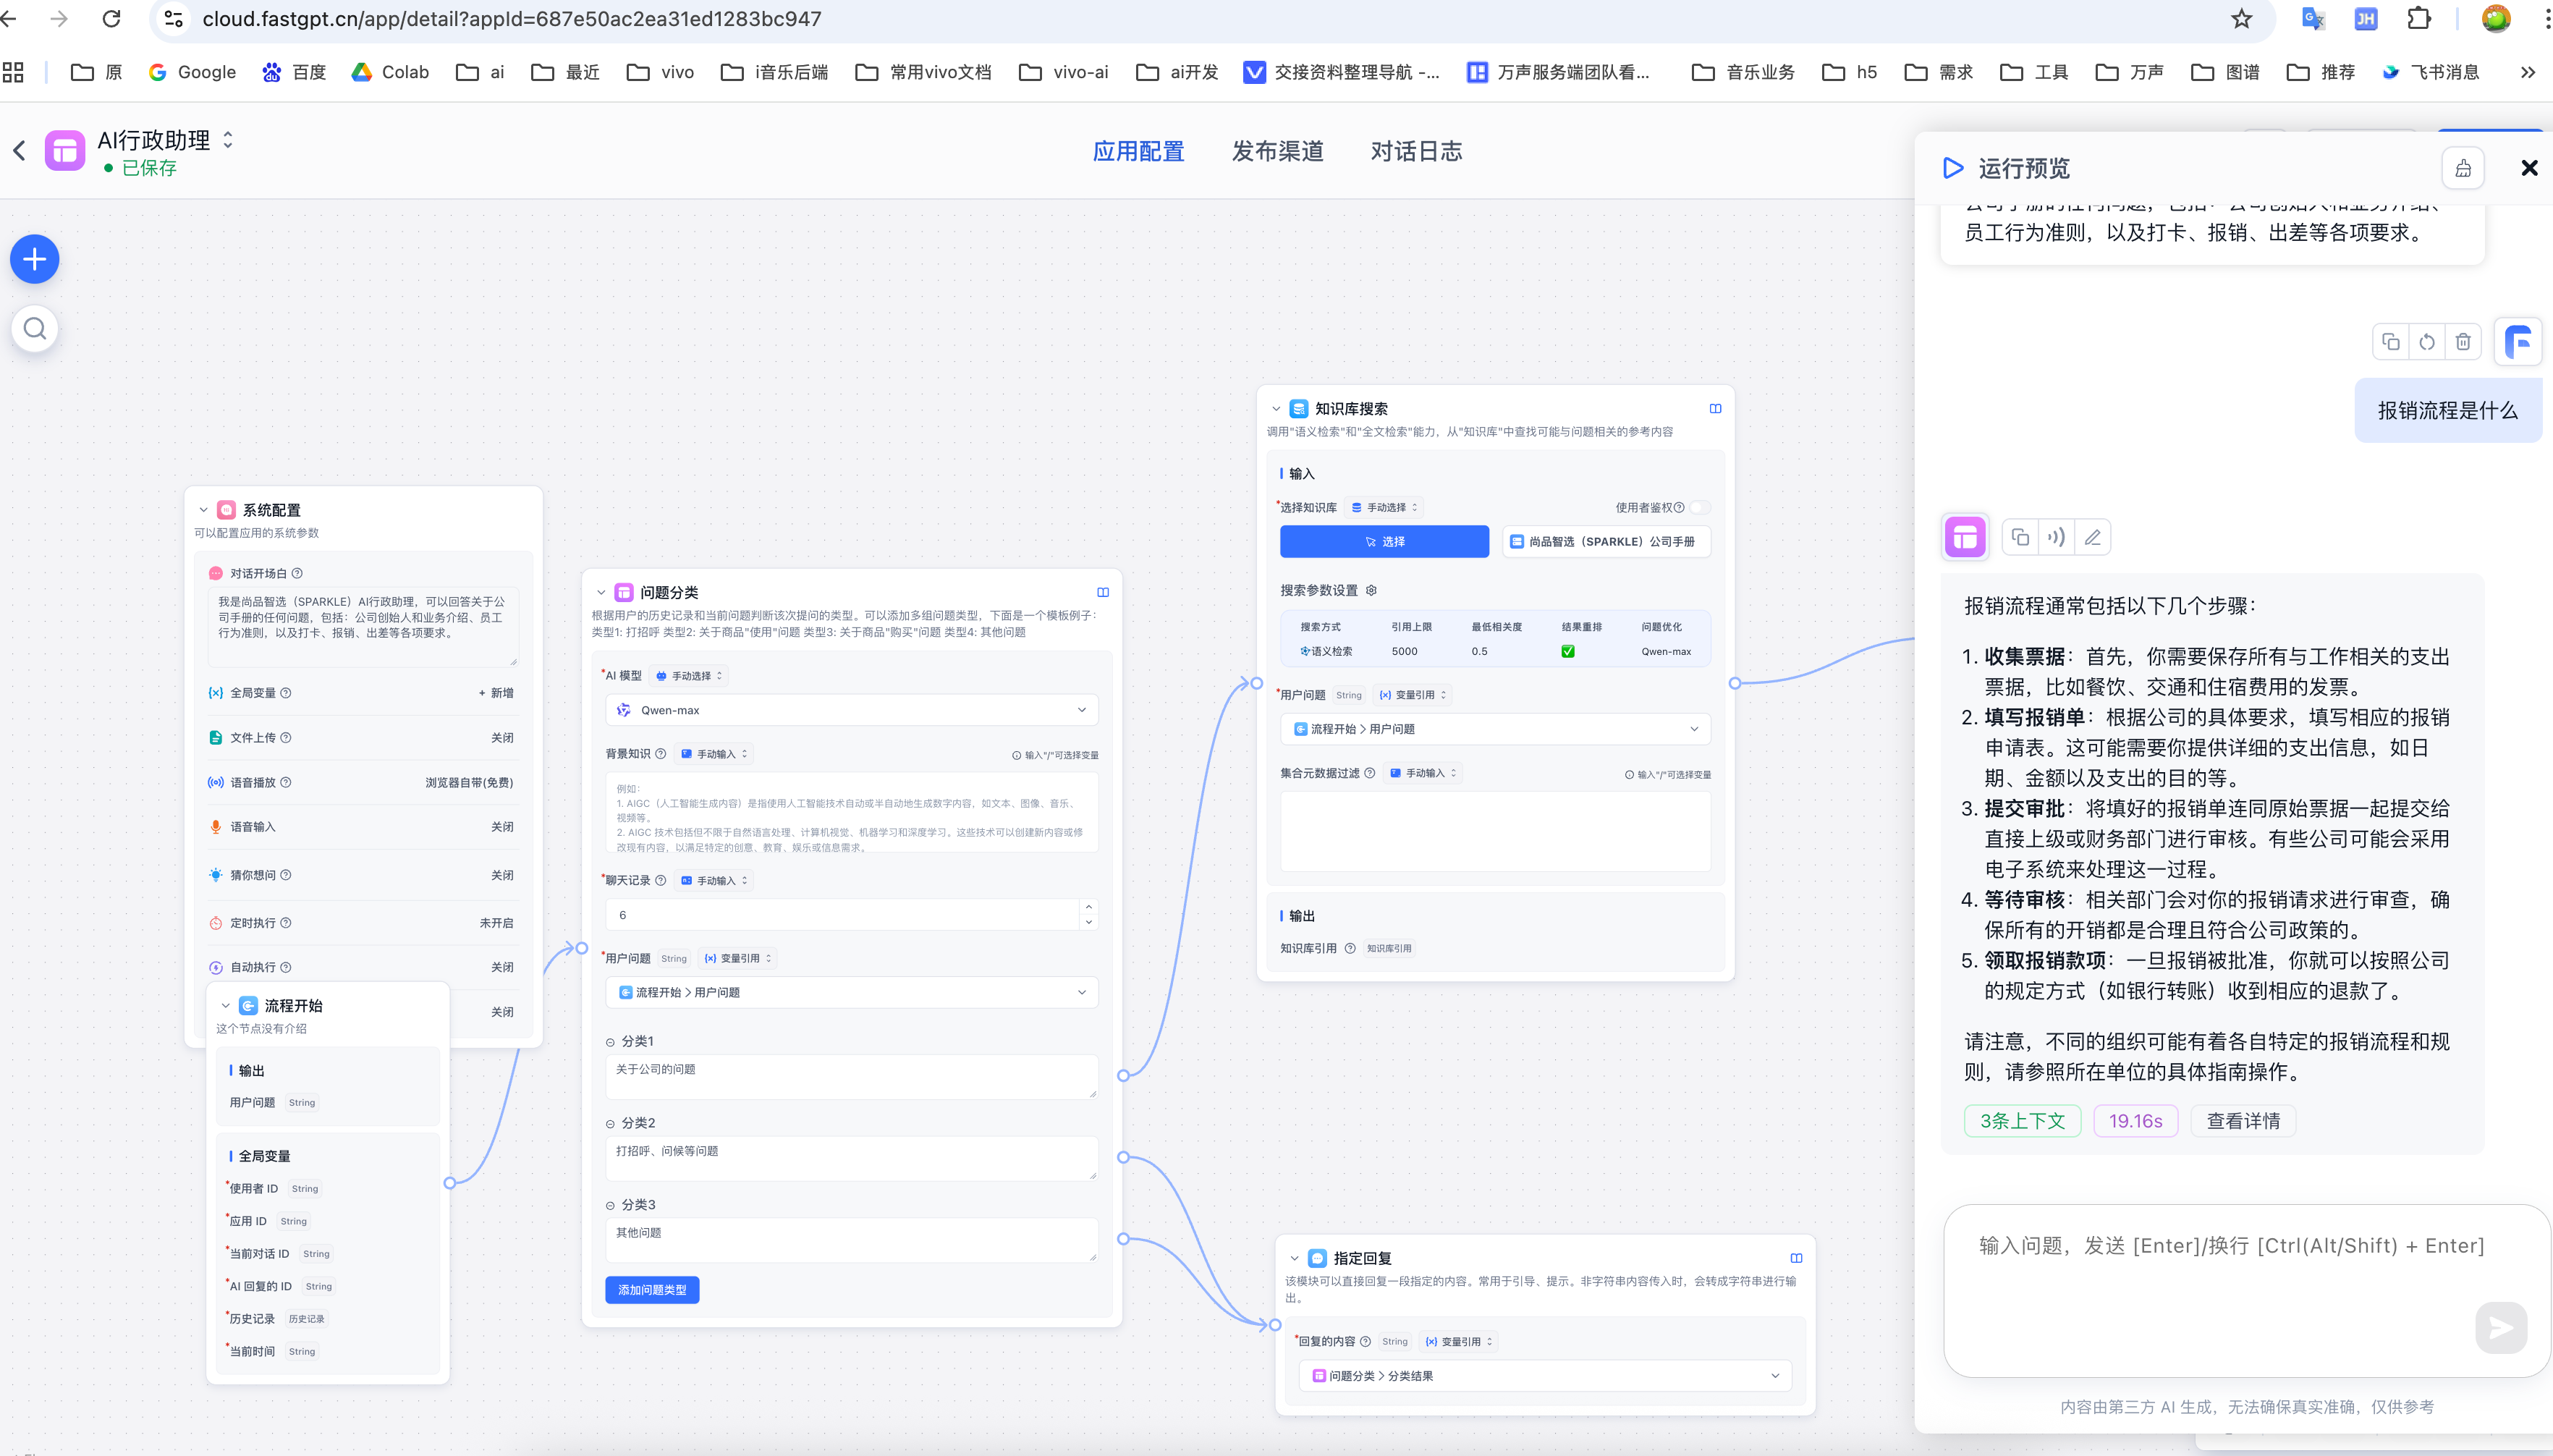 cloud.fastgpt.cn/app/detail?appId=687e50ac2ea31ed1283bc947
JH
原 Google 百度 Colab ai 最近 vivo i音乐后端 常用vivo文档 vivo-ai ai开发 交接资料整理导航 -... 万声服务端团队看... 音乐业务 h5 需求 工具 万声 图谱 推荐 飞书消息 »
AI行政助理
已保存
应用配置 发布渠道 对话日志
系统配置
可以配置应用的系统参数
对话开场白
我是尚品智选（SPARKLE）AI行政助理，可以回答关于公
司手册的任何问题，包括：公司创始人和业务介绍、员工
行为准则，以及打卡、报销、出差等各项要求。
全局变量 + 新增
文件上传 关闭
语音播放 浏览器自带(免费)
语音输入 关闭
猜你想问 关闭
定时执行 未开启
自动执行 关闭
关闭
流程开始
这个节点没有介绍
输出
用户问题 String
全局变量
*使用者 ID String
*应用 ID String
*当前对话 ID String
*AI 回复的 ID String
*历史记录 历史记录
*当前时间 String
问题分类
根据用户的历史记录和当前问题判断该次提问的类型。可以添加多组问题类型，下面是一个模板例子：
类型1: 打招呼 类型2: 关于商品"使用"问题 类型3: 关于商品"购买"问题 类型4: 其他问题
*AI 模型 手动选择
Qwen-max
背景知识 手动输入 输入"/"可选择变量
例如：
1. AIGC（人工智能生成内容）是指使用人工智能技术自动或半自动地生成数字内容，如文本、图像、音乐、
视频等。
2. AIGC 技术包括但不限于自然语言处理、计算机视觉、机器学习和深度学习。这些技术可以创建新内容或修
改现有内容，以满足特定的创意、教育、娱乐或信息需求。
*聊天记录 手动输入
6
*用户问题 String 变量引用
流程开始 > 用户问题
分类1
关于公司的问题
分类2
打招呼、问候等问题
分类3
其他问题
添加问题类型
知识库搜索
调用"语义检索"和"全文检索"能力，从"知识库"中查找可能与问题相关的参考内容
输入
*选择知识库 手动选择 使用者鉴权
选择 尚品智选（SPARKLE）公司手册
搜索参数设置
搜索方式 引用上限 最低相关度 结果重排 问题优化
语义检索 5000 0.5 ✅ Qwen-max
*用户问题 String 变量引用
流程开始 > 用户问题
集合元数据过滤 手动输入 输入"/"可选择变量
输出
知识库引用 知识库引用
指定回复
该模块可以直接回复一段指定的内容。常用于引导、提示。非字符串内容传入时，会转成字符串进行输
出。
*回复的内容 String 变量引用
问题分类 > 分类结果
运行预览
公司手册的任何问题，包括：公司创始人和业务介绍、
员工行为准则，以及打卡、报销、出差等各项要求。
报销流程是什么
报销流程通常包括以下几个步骤：
1. 收集票据：首先，你需要保存所有与工作相关的支出
票据，比如餐饮、交通和住宿费用的发票。
2. 填写报销单：根据公司的具体要求，填写相应的报销
申请表。这可能需要你提供详细的支出信息，如日
期、金额以及支出的目的等。
3. 提交审批：将填好的报销单连同原始票据一起提交给
直接上级或财务部门进行审核。有些公司可能会采用
电子系统来处理这一过程。
4. 等待审核：相关部门会对你的报销请求进行审查，确
保所有的开销都是合理且符合公司政策的。
5. 领取报销款项：一旦报销被批准，你就可以按照公司
的规定方式（如银行转账）收到相应的退款了。
请注意，不同的组织可能有着各自特定的报销流程和规
则，请参照所在单位的具体指南操作。
3条上下文 19.16s 查看详情
输入问题，发送 [Enter]/换行 [Ctrl(Alt/Shift) + Enter]
内容由第三方 AI 生成，无法确保真实准确，仅供参考